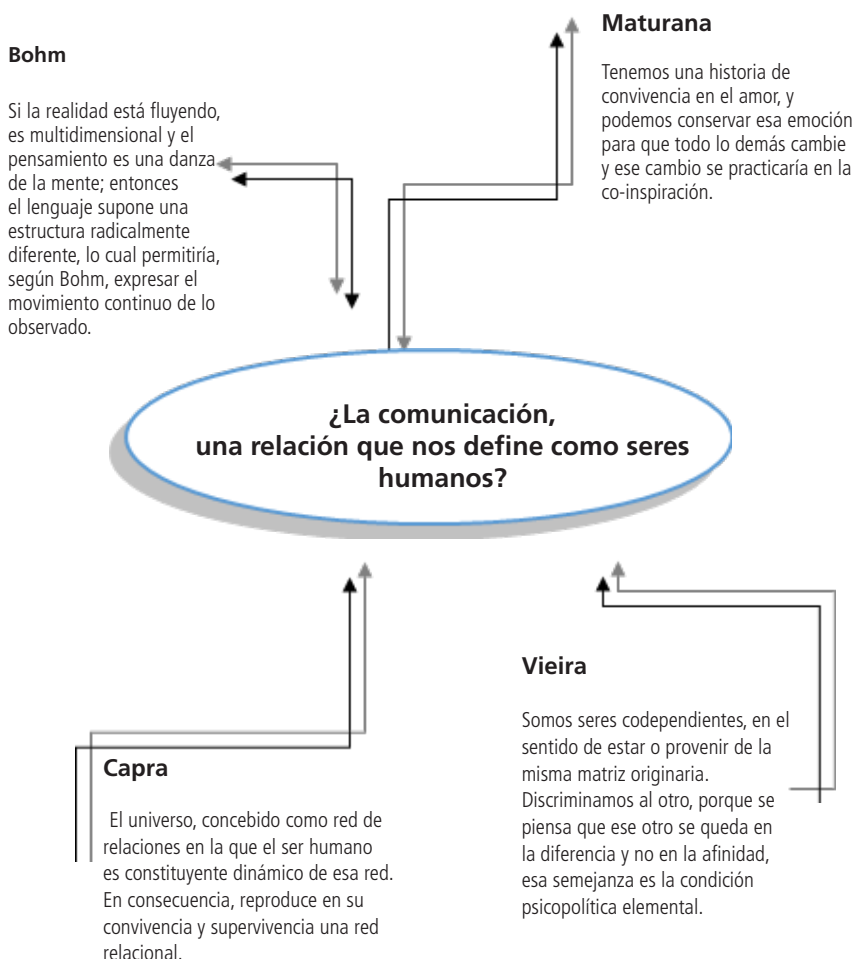 Bohm
Si la realidad está fluyendo,
es multidimensional y el
pensamiento es una danza
de la mente; entonces
el lenguaje supone una
estructura radicalmente
diferente, lo cual permitiría,
según Bohm, expresar el
movimiento continuo de lo
observado.
Maturana
Tenemos una historia de
convivencia en el amor, y
podemos conservar esa emoción
para que todo lo demás cambie
y ese cambio se practicaría en la
co-inspiración.
¿La comunicación,
una relación que nos define como seres
humanos?
Capra
El universo, concebido como red de
relaciones en la que el ser humano
es constituyente dinámico de esa red.
En consecuencia, reproduce en su
convivencia y supervivencia una red
relacional.
Vieira
Somos seres codependientes, en el
sentido de estar o provenir de la
misma matriz originaria.
Discriminamos al otro, porque se
piensa que ese otro se queda en
la diferencia y no en la afinidad,
esa semejanza es la condición
psicopolítica elemental.